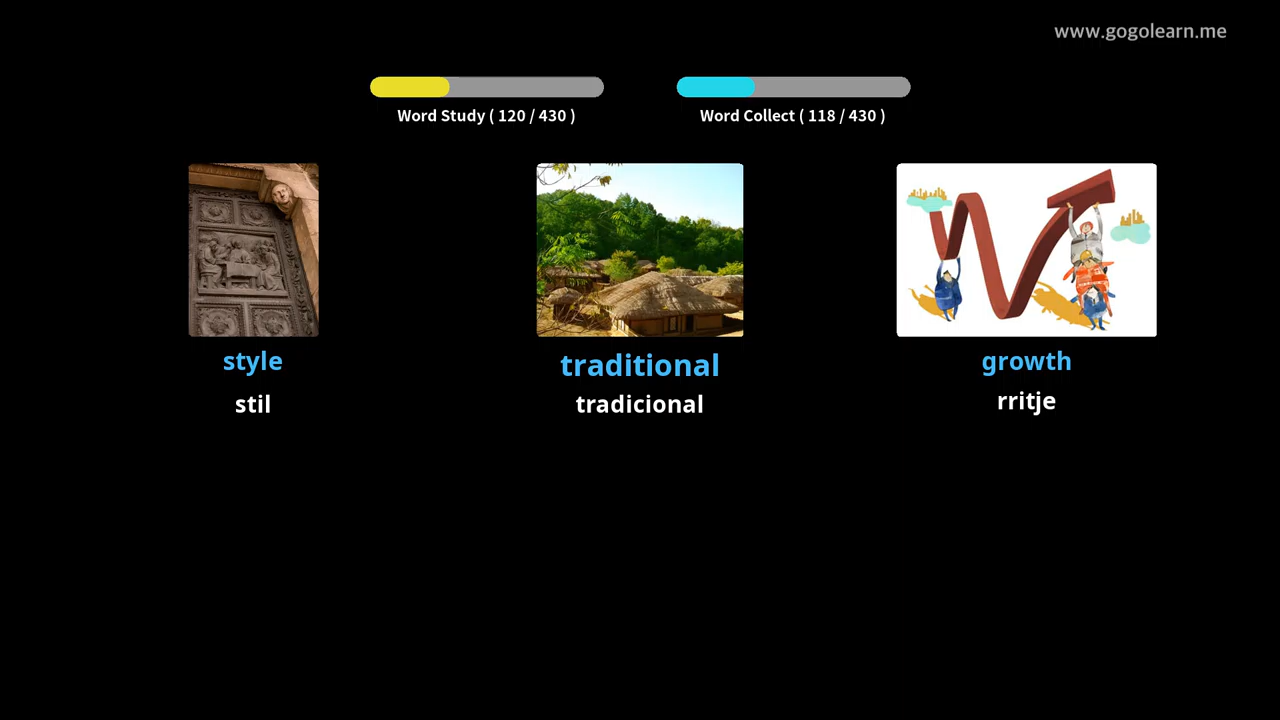 www.gogolearn.me
Word Study ( 120 / 430 )
Word Collect ( 118 / 430 )
style
traditional
growth
stil
tradicional
rritje